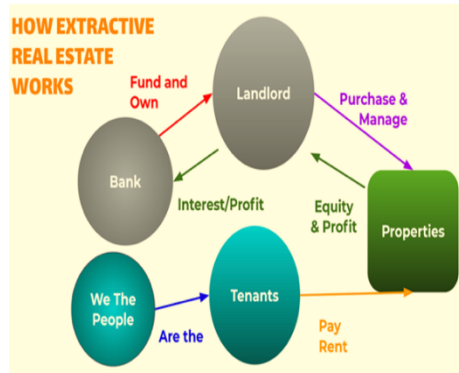 HOW EXTRACTIVE
REAL ESTATE
WORKS
Fund and
Own
Landlord
Purchase &
Manage
Bank
Interest/Profit
Equity
& Profit
Properties
We The
People
Are the
Tenants
Pay
Rent